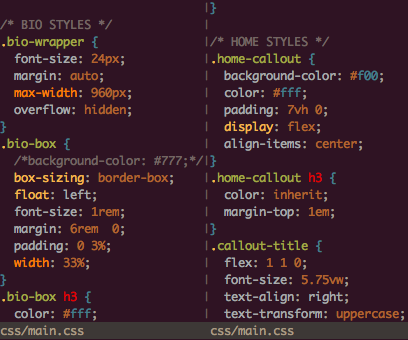 /* BIO STYLES */
.bio-wrapper {
font-size: 24px;
margin: auto;
max-width: 960px;
overflow: hidden;
}
.bio-box {
/*background-color: #777;*/
box-sizing: border-box;
float: left;
font-size: 1rem;
margin: 6rem  0;
padding: 0 3%;
width: 33%;
}
.bio-box h3 {
color: #fff;
css/main.css
}
/* HOME STYLES */
.home-callout {
background-color: #f00;
color: #fff;
padding: 7vh 0;
display: flex;
align-items: center;
}
.home-callout h3 {
color: inherit;
margin-top: 1em;
}
.callout-title {
flex: 1 1 0;
font-size: 5.75vw;
text-align: right;
text-transform: uppercase;
css/main.css